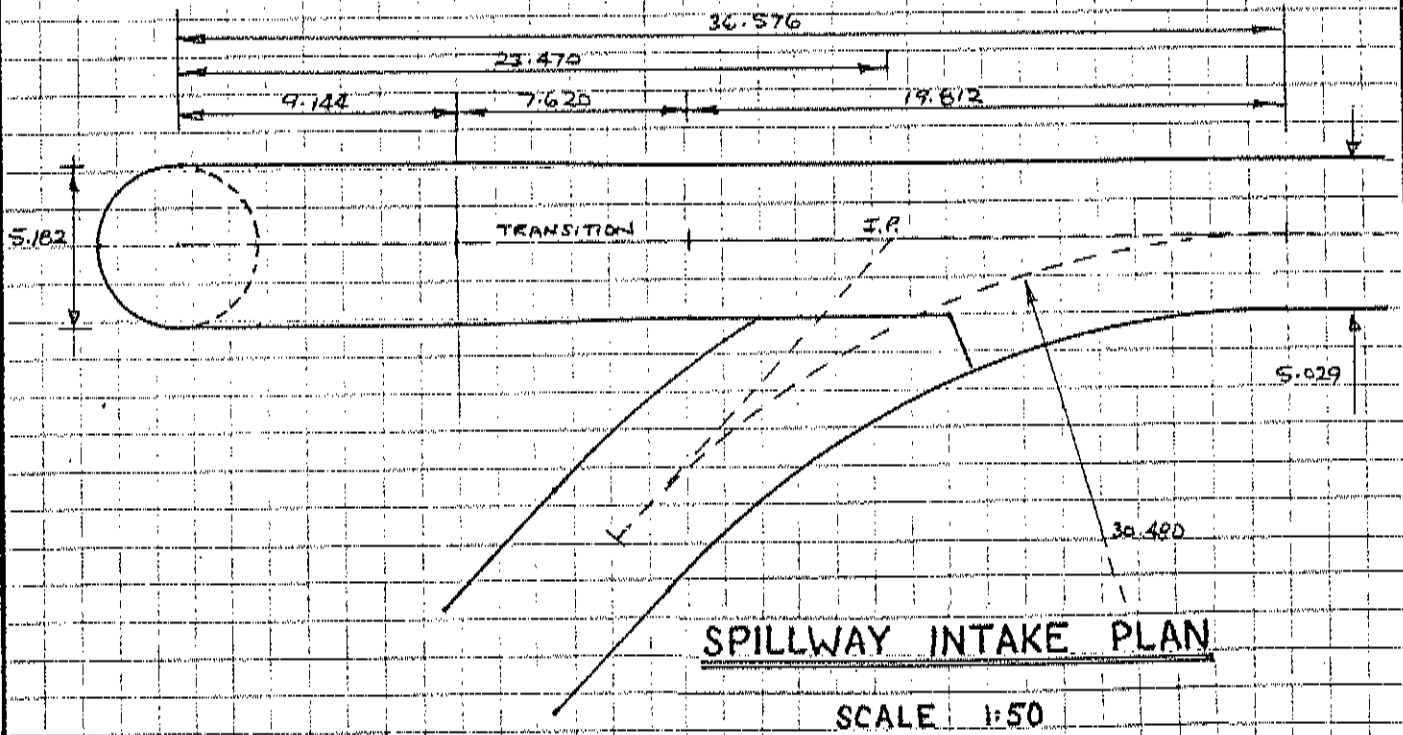 36.576
23.470
9.144 7.620 19.812
5.182
TRANSITION
I.P.
5.029
30.480
SPILLWAY INTAKE PLAN
SCALE 1:50